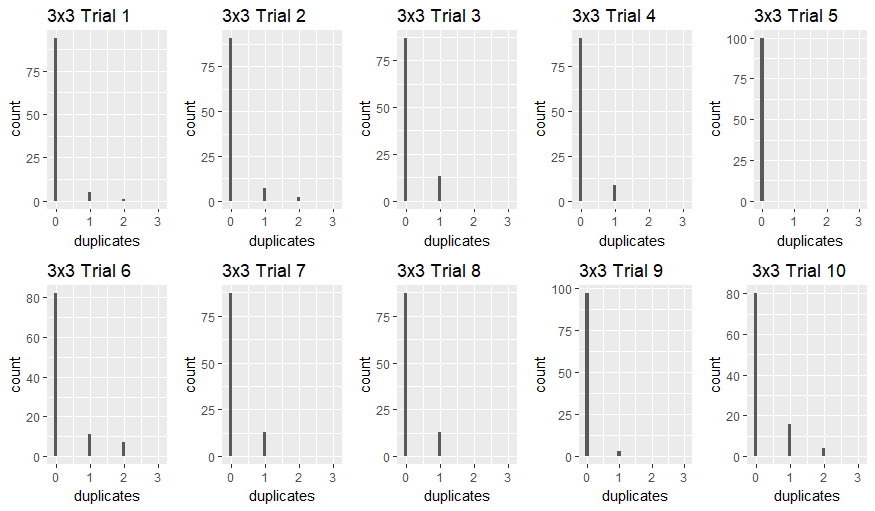 3x3 Trial 1
3x3 Trial 2
3x3 Trial 3
3x3 Trial 4
3x3 Trial 5
count
75
50
25
0
0 1 2 3
duplicates
count
75
50
25
0
0 1 2 3
duplicates
count
75
50
25
0
0 1 2 3
duplicates
count
75
50
25
0
0 1 2 3
duplicates
count
100
75
50
25
0
0 1 2 3
duplicates
3x3 Trial 6
3x3 Trial 7
3x3 Trial 8
3x3 Trial 9
3x3 Trial 10
count
80
60
40
20
0
0 1 2 3
duplicates
count
75
50
25
0
0 1 2 3
duplicates
count
75
50
25
0
0 1 2 3
duplicates
count
100
75
50
25
0
0 1 2 3
duplicates
count
80
60
40
20
0
0 1 2 3
duplicates